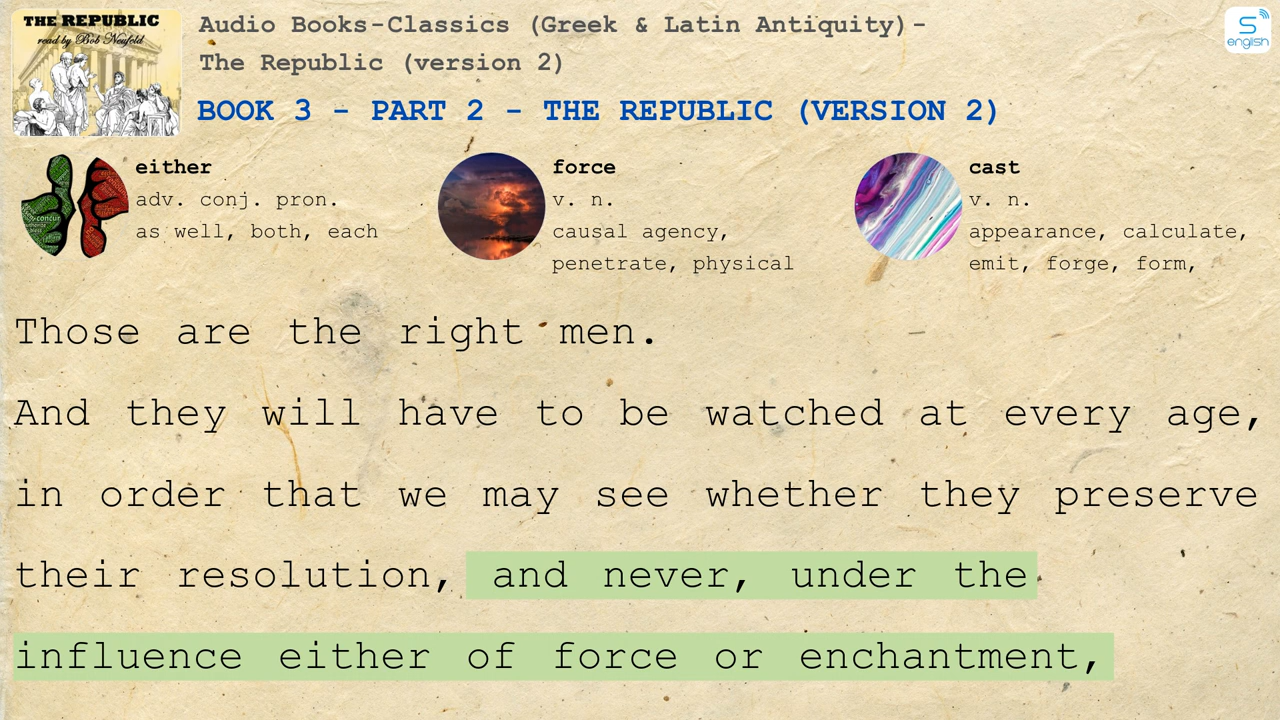 THE REPUBLIC
read by Bob Neufeld
Audio Books-Classics (Greek & Latin Antiquity)-
The Republic (version 2)
BOOK 3 - PART 2 - THE REPUBLIC (VERSION 2)
S
english
either
adv. conj. pron.
as well, both, each
force
v. n.
causal agency,
penetrate, physical
cast
v. n.
appearance, calculate,
emit, forge, form,
Those are the right men.
And they will have to be watched at every age,
in order that we may see whether they preserve
their resolution, and never, under the
influence either of force or enchantment,